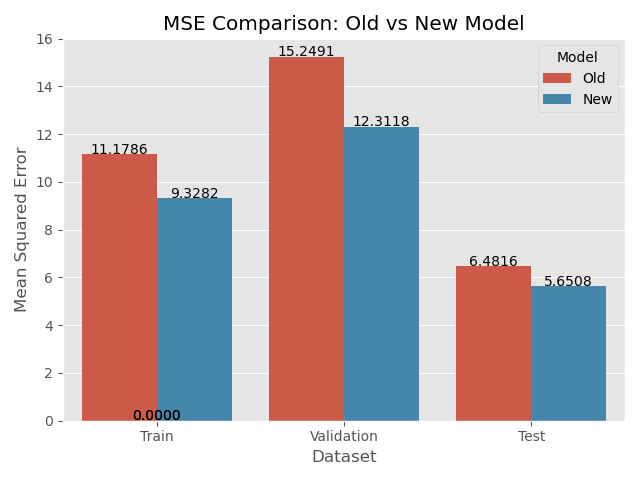 MSE Comparison: Old vs New Model
Mean Squared Error
16
14
12
10
8
6
4
2
0
11.1786
9.3282
15.2491
12.3118
6.4816
5.6508
0.0000
Model
Old
New
Train
Validation
Test
Dataset